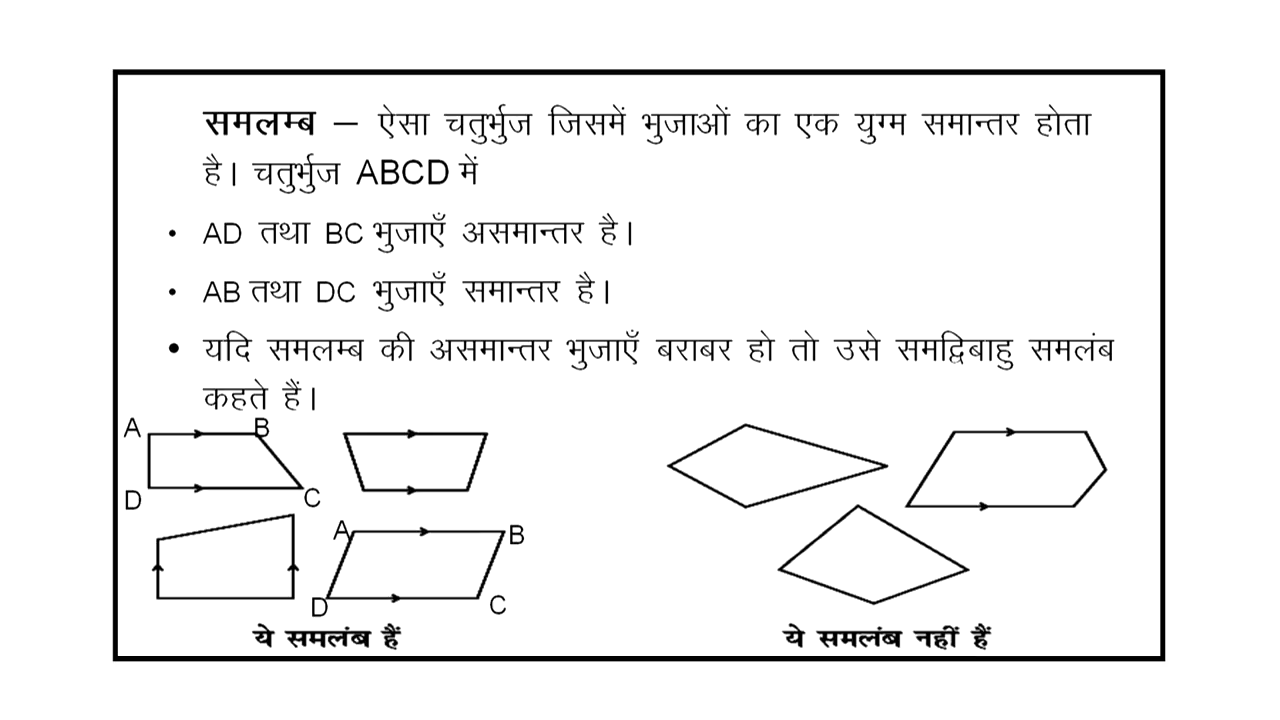 समलम्ब – ऐसा चतुर्भुज जिसमें भुजाओं का एक युग्म समान्तर होता
है। चतुर्भुज ABCD में
• AD तथा BC भुजाएँ असमान्तर है।
• AB तथा DC भुजाएँ समान्तर है।
• यदि समलम्ब की असमान्तर भुजाएँ बराबर हो तो उसे समद्विबाहु समलंब
कहते हैं।
A B
D C
A B
D C
ये समलंब हैं
ये समलंब नहीं हैं